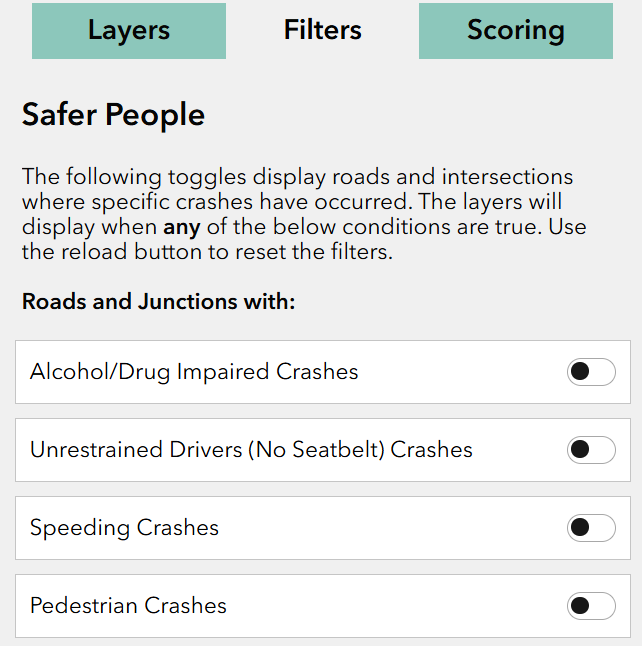 Layers Filters Scoring
Safer People
The following toggles display roads and intersections
where specific crashes have occurred. The layers will
display when any of the below conditions are true. Use
the reload button to reset the filters.
Roads and Junctions with:
Alcohol/Drug Impaired Crashes
Unrestrained Drivers (No Seatbelt) Crashes
Speeding Crashes
Pedestrian Crashes